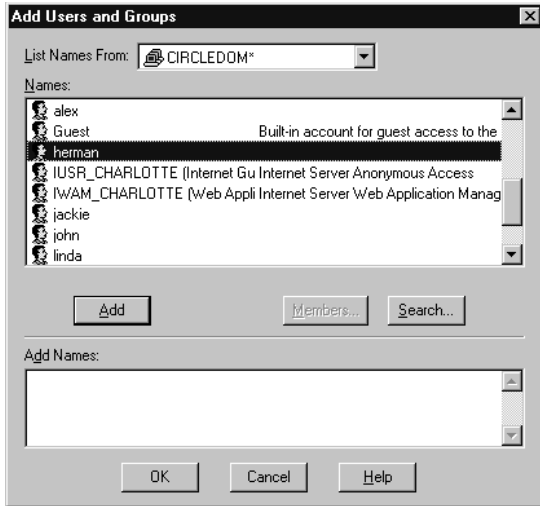 Add Users and Groups
List Names From: CIRCLEDOM*
Names:
alex
Guest Built-in account for guest access to the
herman
IUSR_CHARLOTTE (Internet Gu Internet Server Anonymous Access
IWAM_CHARLOTTE (Web Appli Internet Server Web Application Manag
jackie
john
linda
Add Members... Search...
Add Names:
OK Cancel Help